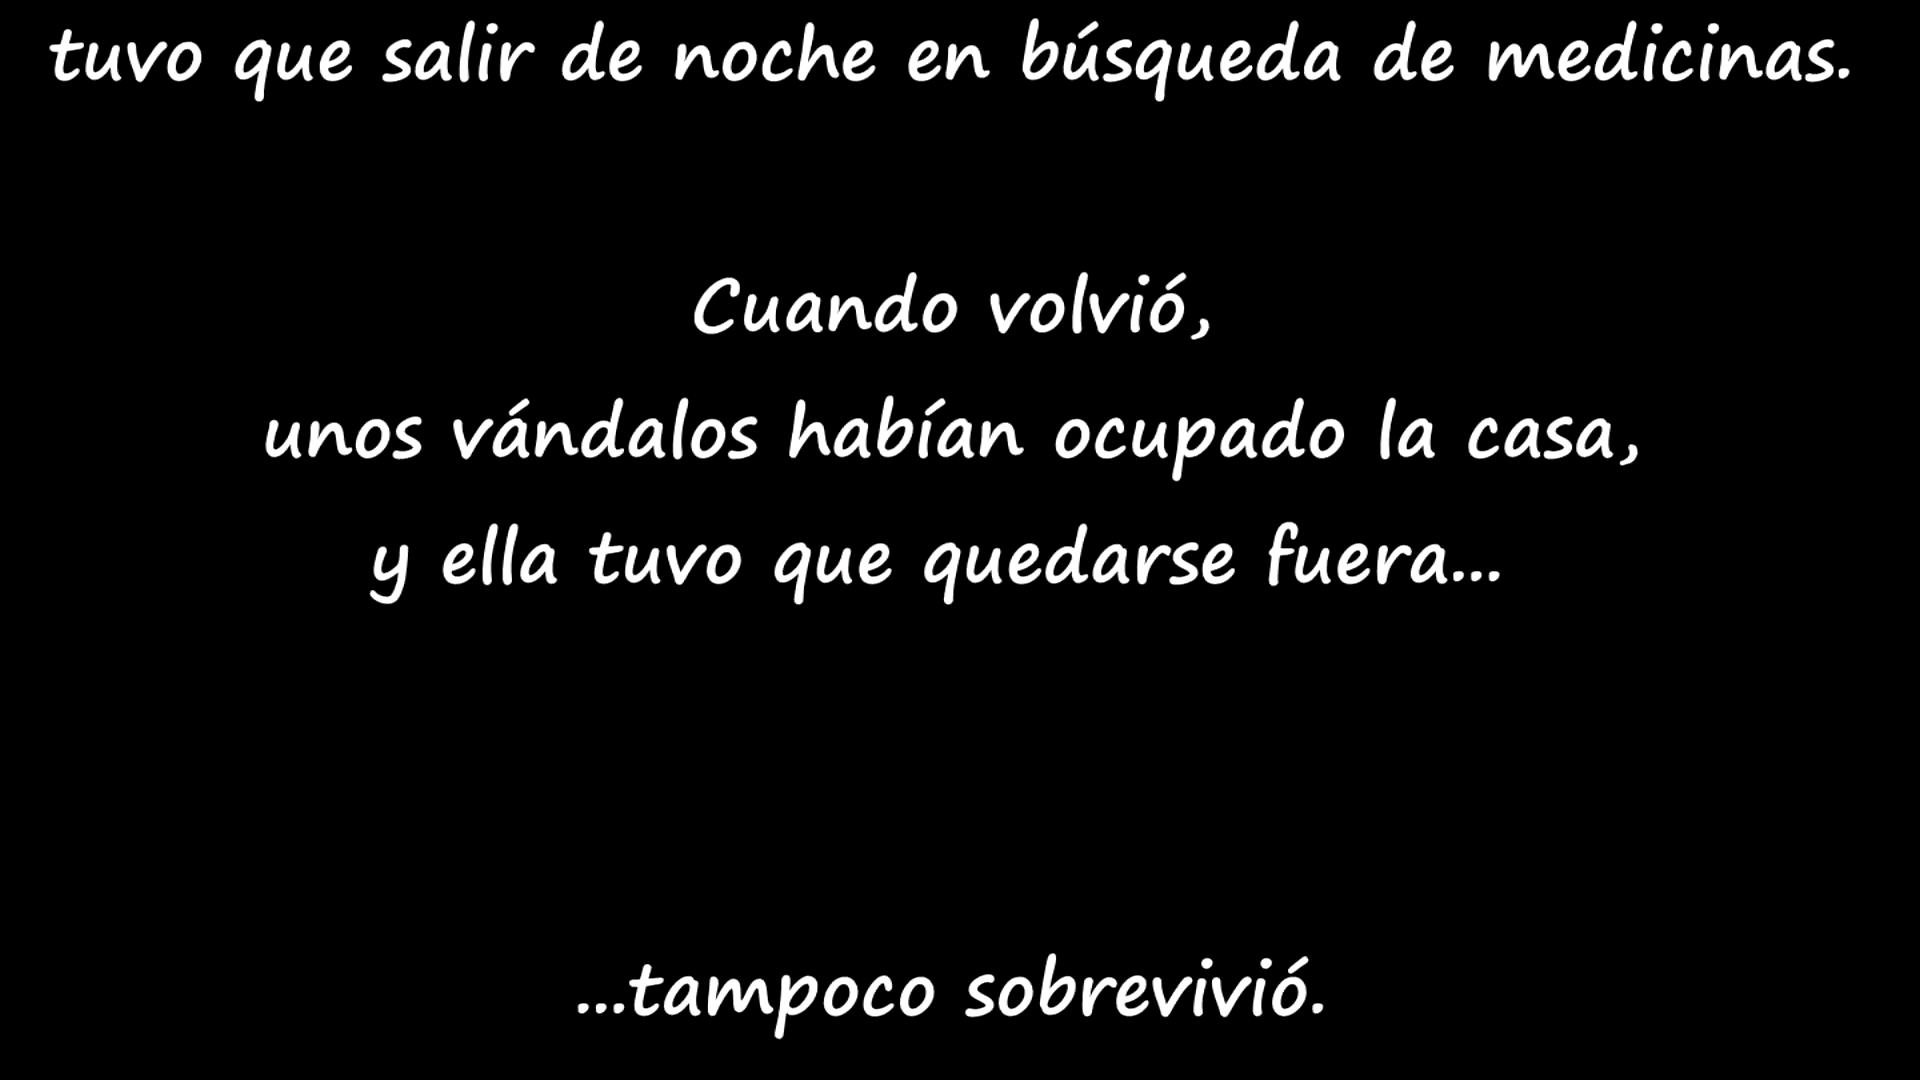 tuvo que salir de noche en búsqueda de medicinas.
Cuando volvió,
unos vándalos habían ocupado la casa,
y ella tuvo que quedarse fuera...
...tampoco sobrevivió.